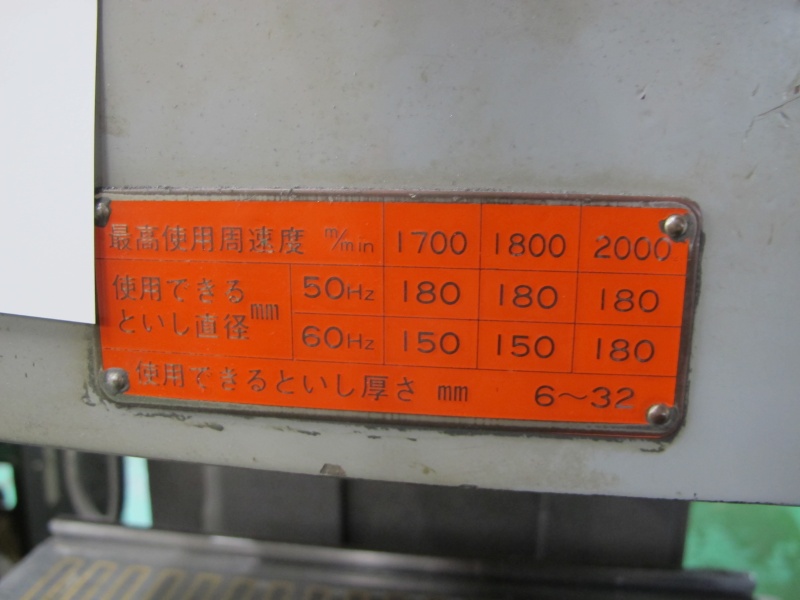 最高使用周速度 m/min 1700 1800 2000
使用できる
といし直径 mm 50Hz 180 180 180
60Hz 150 150 180
使用できるといし厚さ mm 6～32